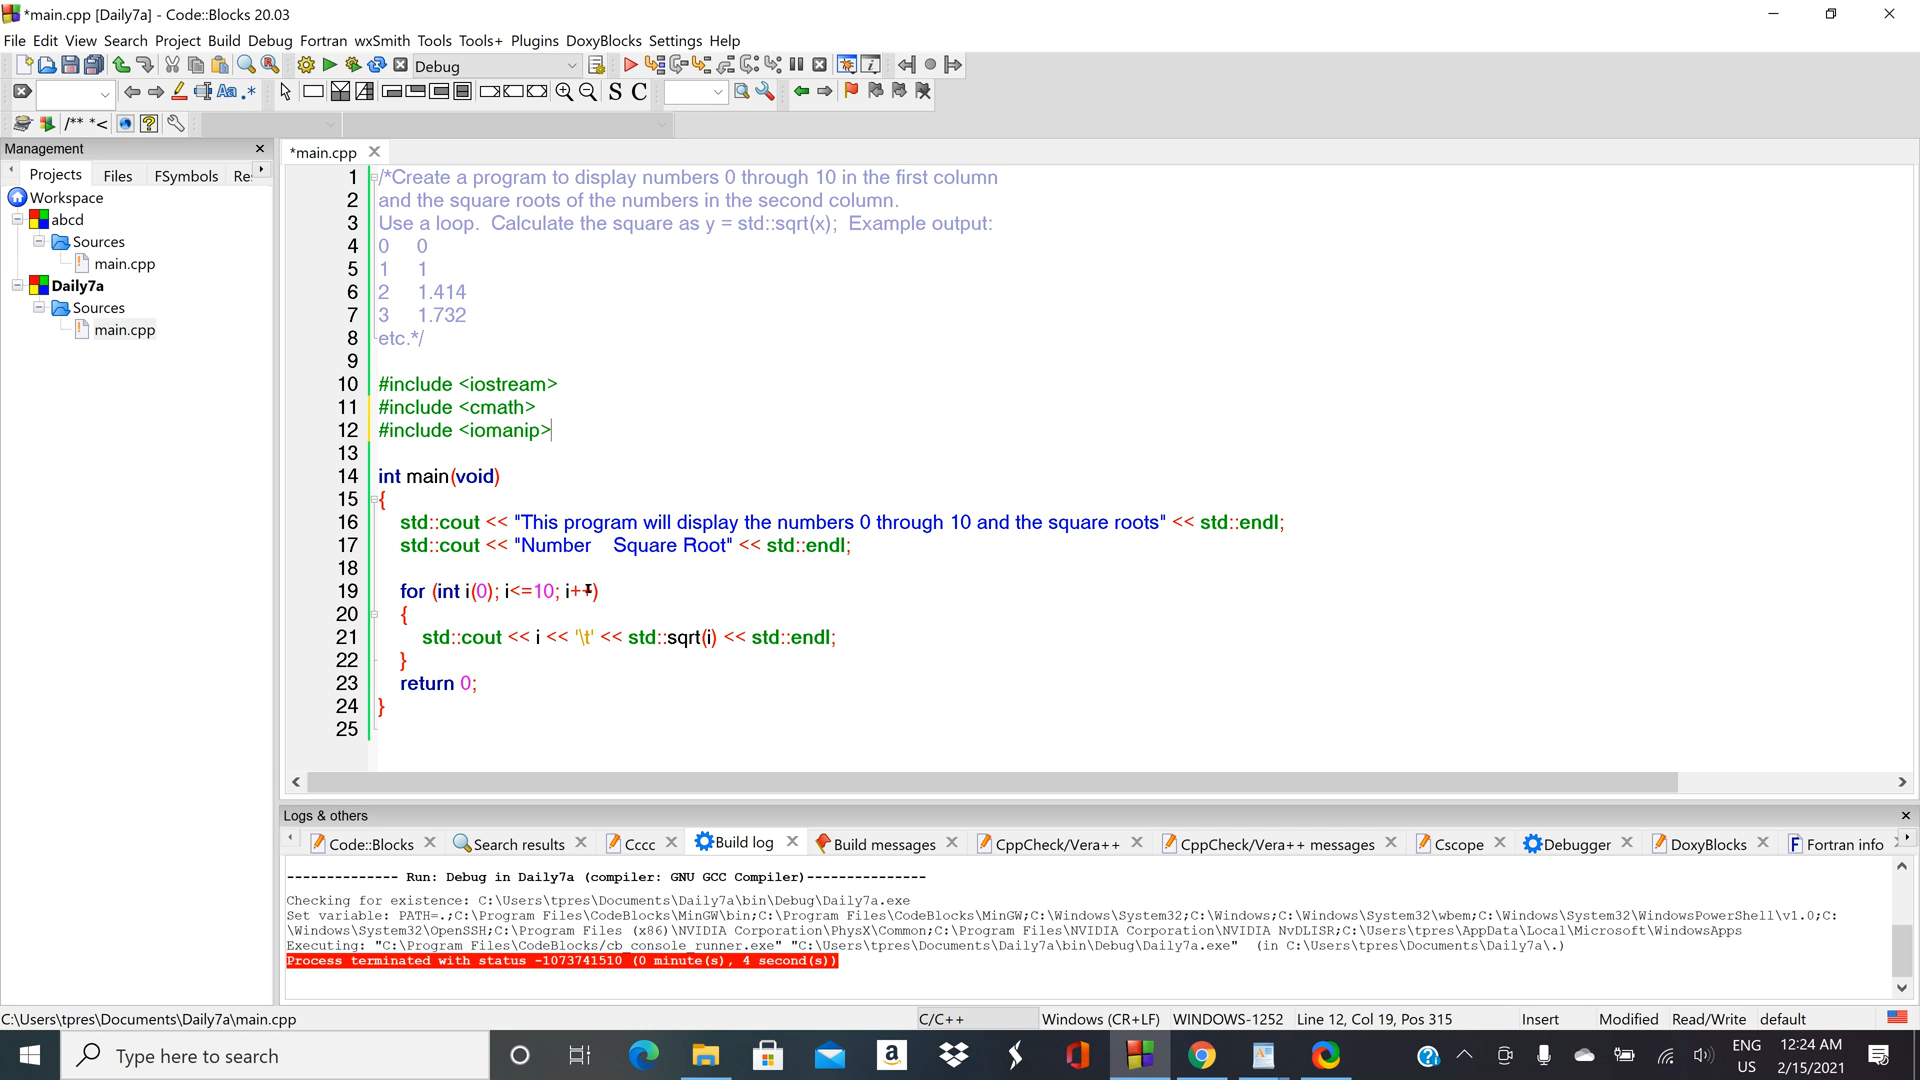 *main.cpp [Daily7a] - Code::Blocks 20.03
File Edit View Search Project Build Debug Fortran wxSmith Tools Tools+ Plugins DoxyBlocks Settings Help
Debug
S C
/** *<
Management
Projects Files FSymbols Re
Workspace
abcd
Sources
main.cpp
Daily7a
Sources
main.cpp
*main.cpp
1 /*Create a program to display numbers 0 through 10 in the first column
2 and the square roots of the numbers in the second column.
3 Use a loop.  Calculate the square as y = std::sqrt(x);  Example output:
4 0     0
5 1     1
6 2     1.414
7 3     1.732
8 etc.*/
9
10 #include <iostream>
11 #include <cmath>
12 #include <iomanip>
13
14 int main(void)
15 {
16     std::cout << "This program will display the numbers 0 through 10 and the square roots" << std::endl;
17     std::cout << "Number    Square Root" << std::endl;
18
19     for (int i(0); i<=10; i++)
20     {
21         std::cout << i << '\t' << std::sqrt(i) << std::endl;
22     }
23     return 0;
24 }
25
Logs & others
Code::Blocks Search results Cccc Build log Build messages CppCheck/Vera++ CppCheck/Vera++ messages Cscope Debugger DoxyBlocks Fortran info
-------------- Run: Debug in Daily7a (compiler: GNU GCC Compiler)---------------
Checking for existence: C:\Users\tpres\Documents\Daily7a\bin\Debug\Daily7a.exe
Set variable: PATH=.;C:\Program Files\CodeBlocks\MinGW\bin;C:\Program Files\CodeBlocks\MinGW;C:\Windows\System32;C:\Windows;C:\Windows\System32\wbem;C:\Windows\System32\WindowsPowerShell\v1.0;C:
\Windows\System32\OpenSSH;C:\Program Files (x86)\NVIDIA Corporation\PhysX\Common;C:\Program Files\NVIDIA Corporation\NVIDIA NvDLISR;C:\Users\tpres\AppData\Local\Microsoft\WindowsApps
Executing: "C:\Program Files\CodeBlocks/cb_console_runner.exe" "C:\Users\tpres\Documents\Daily7a\bin\Debug\Daily7a.exe"  (in C:\Users\tpres\Documents\Daily7a\.)
Process terminated with status -1073741510 (0 minute(s), 4 second(s))
C:\Users\tpres\Documents\Daily7a\main.cpp C/C++ Windows (CR+LF) WINDOWS-1252 Line 12, Col 19, Pos 315 Insert Modified Read/Write default
Type here to search
ENG
US
12:24 AM
2/15/2021